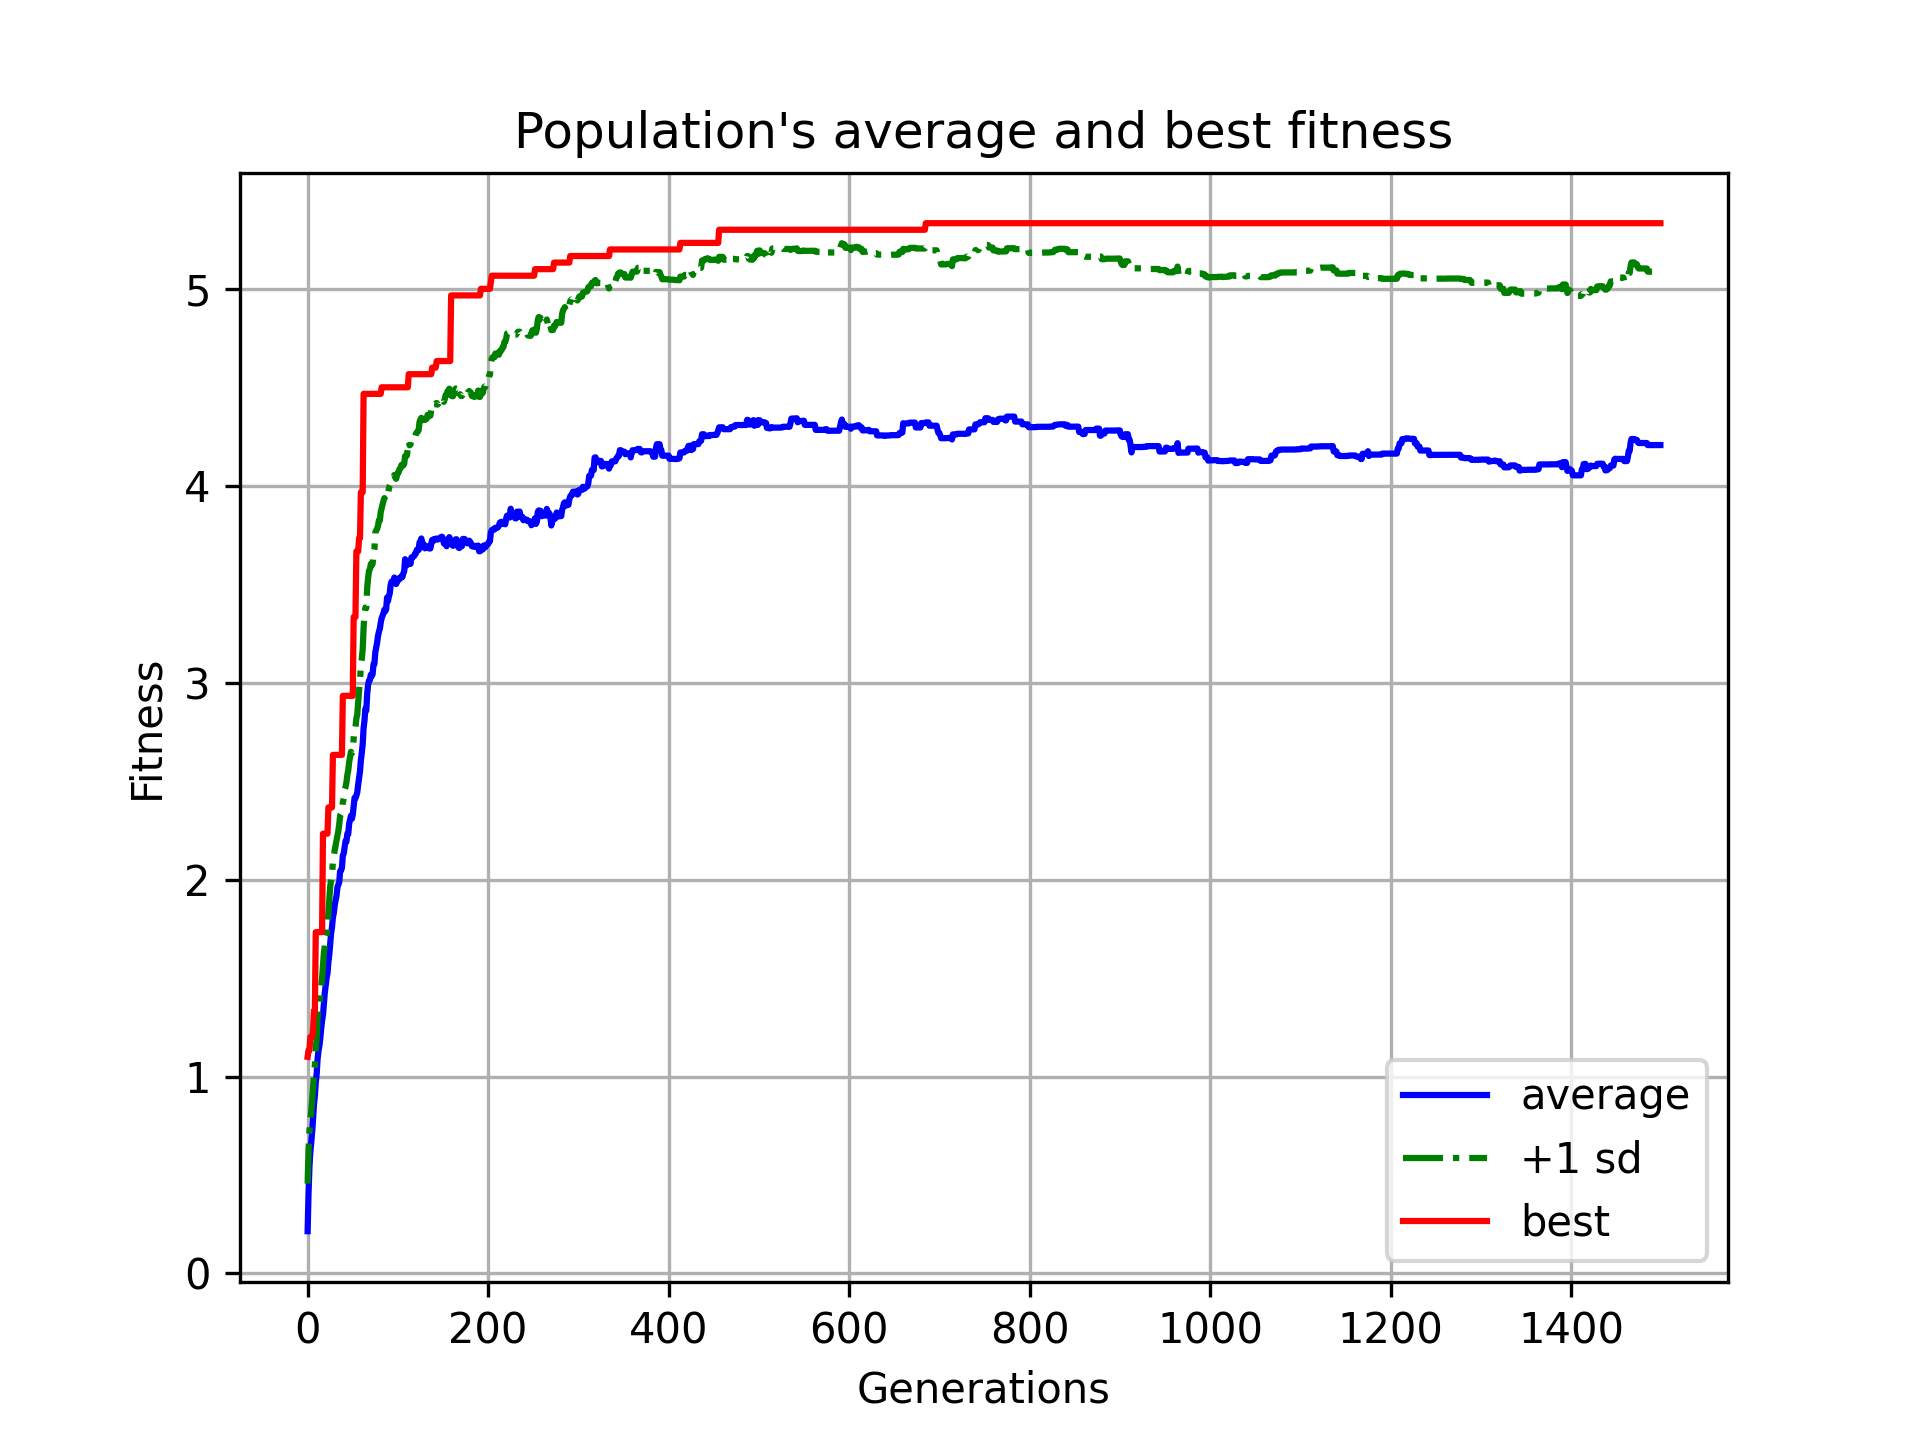 Population's average and best fitness
Fitness
5
4
3
2
1
0
0 200 400 600 800 1000 1200 1400
Generations
average
+1 sd
best